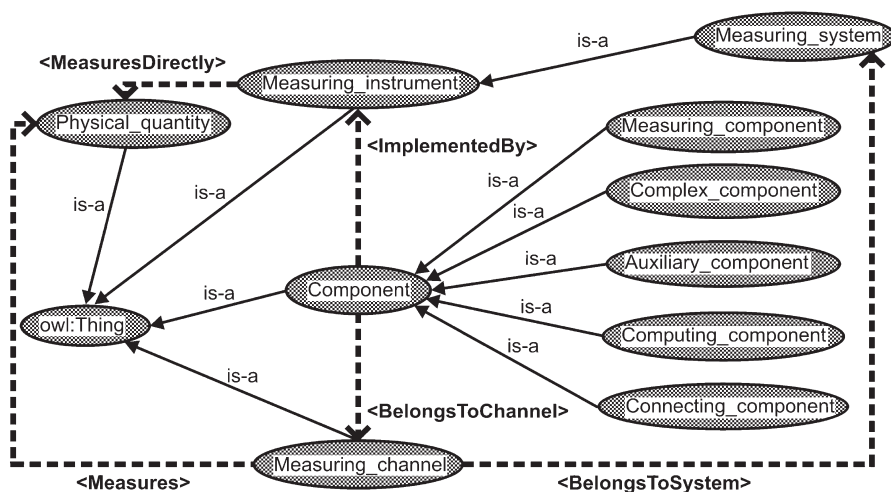 Measuring_system
is-a
<MeasuresDirectly>
Measuring_instrument
Physical_quantity
<ImplementedBy>
Measuring_component
is-a
is-a
is-a
Complex_component
is-a
is-a
Auxiliary_component
is-a
Component
owl:Thing
is-a
Computing_component
is-a
is-a
<BelongsToChannel>
Connecting_component
Measuring_channel
<Measures>
<BelongsToSystem>